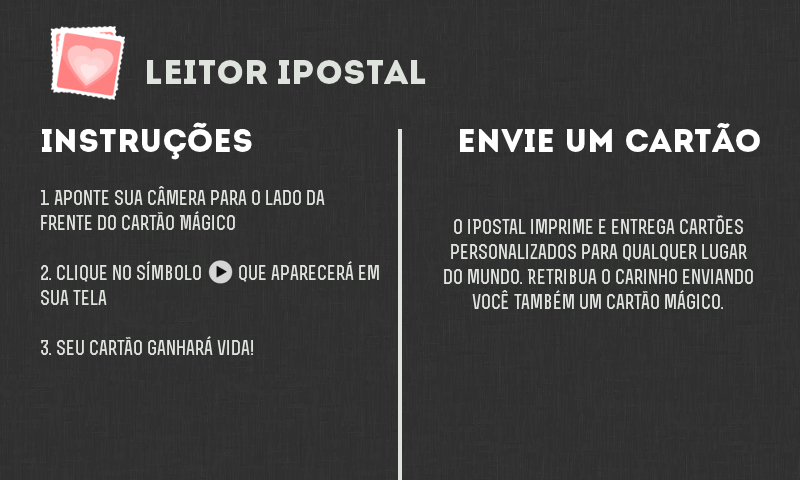 LEITOR IPOSTAL
INSTRUÇÕES
1. APONTE SUA CÂMERA PARA O LADO DA
FRENTE DO CARTÃO MÁGICO
2. CLIQUE NO SÍMBOLO QUE APARECERÁ EM
SUA TELA
3. SEU CARTÃO GANHARÁ VIDA!
ENVIE UM CARTÃO
O IPOSTAL IMPRIME E ENTREGA CARTÕES
PERSONALIZADOS PARA QUALQUER LUGAR
DO MUNDO. RETRIBUA O CARINHO ENVIANDO
VOCÊ TAMBÉM UM CARTÃO MÁGICO.